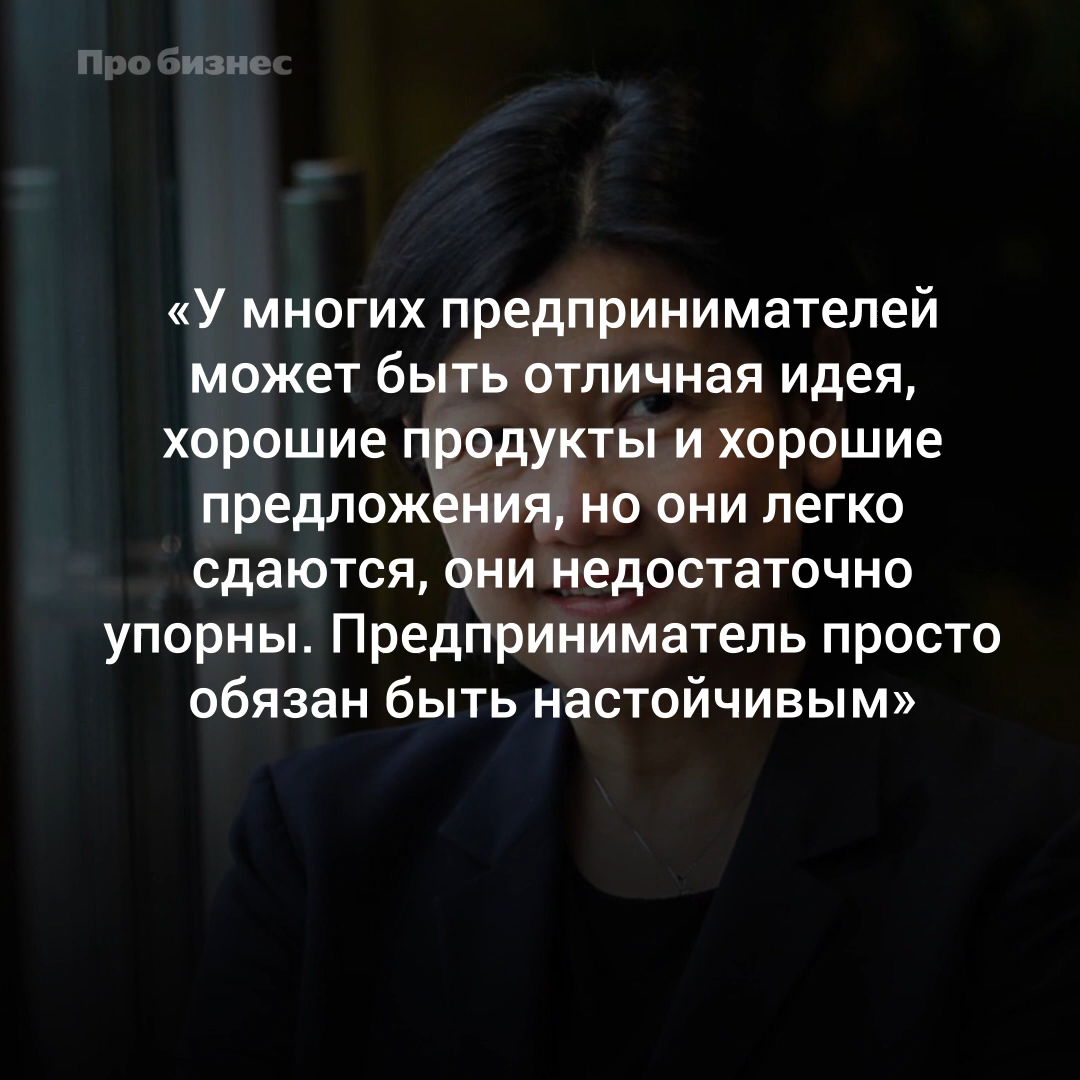 Про бизнес
«У многих предпринимателей
может быть отличная идея,
хорошие продукты и хорошие
предложения, но они легко
сдаются, они недостаточно
упорны. Предприниматель просто
обязан быть настойчивым»